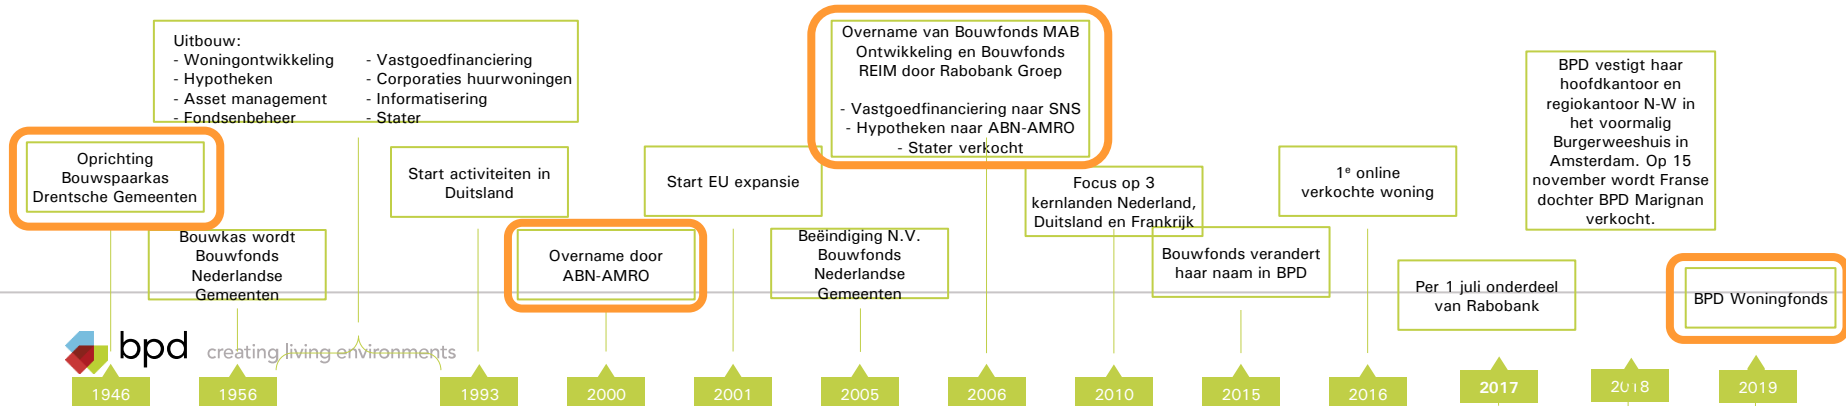 Uitbouw:
- Woningontwikkeling
- Hypotheken
- Asset management
- Fondsenbeheer
- Vastgoedfinanciering
- Corporaties huurwoningen
- Informatisering
- Stater
Overname van Bouwfonds MAB
Ontwikkeling en Bouwfonds
REIM door Rabobank Groep
- Vastgoedfinanciering naar SNS
- Hypotheken naar ABN-AMRO
- Stater verkocht
BPD vestigt haar
hoofdkantoor en
regiokantoor N-W in
het voormalig
Burgerweeshuis in
Amsterdam. Op 15
november wordt Franse
dochter BPD Marignan
verkocht.
Oprichting
Bouwspaarkas
Drentsche Gemeenten
Start activiteiten in
Duitsland
Start EU expansie
Focus op 3
kernlanden Nederland,
Duitsland en Frankrijk
1e online
verkochte woning
Bouwkas wordt
Bouwfonds
Nederlandse
Gemeenten
Overname door
ABN-AMRO
Beëindiging N.V.
Bouwfonds
Nederlandse
Gemeenten
Bouwfonds verandert
haar naam in BPD
Per 1 juli onderdeel
van Rabobank
BPD Woningfonds
bpd creating living environments
1946 1956 1993 2000 2001 2005 2006 2010 2015 2016 2017 2018 2019